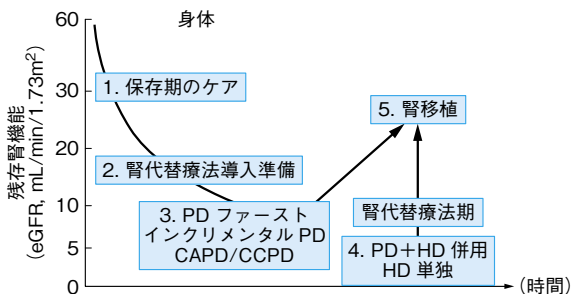 身体
残存腎機能
(eGFR, mL/min/1.73m²)
60
30
20
10
5
0
1. 保存期のケア
2. 腎代替療法導入準備
3. PD ファースト
インクリメンタル PD
CAPD/CCPD
5. 腎移植
腎代替療法期
4. PD＋HD 併用
HD 単独
(時間)